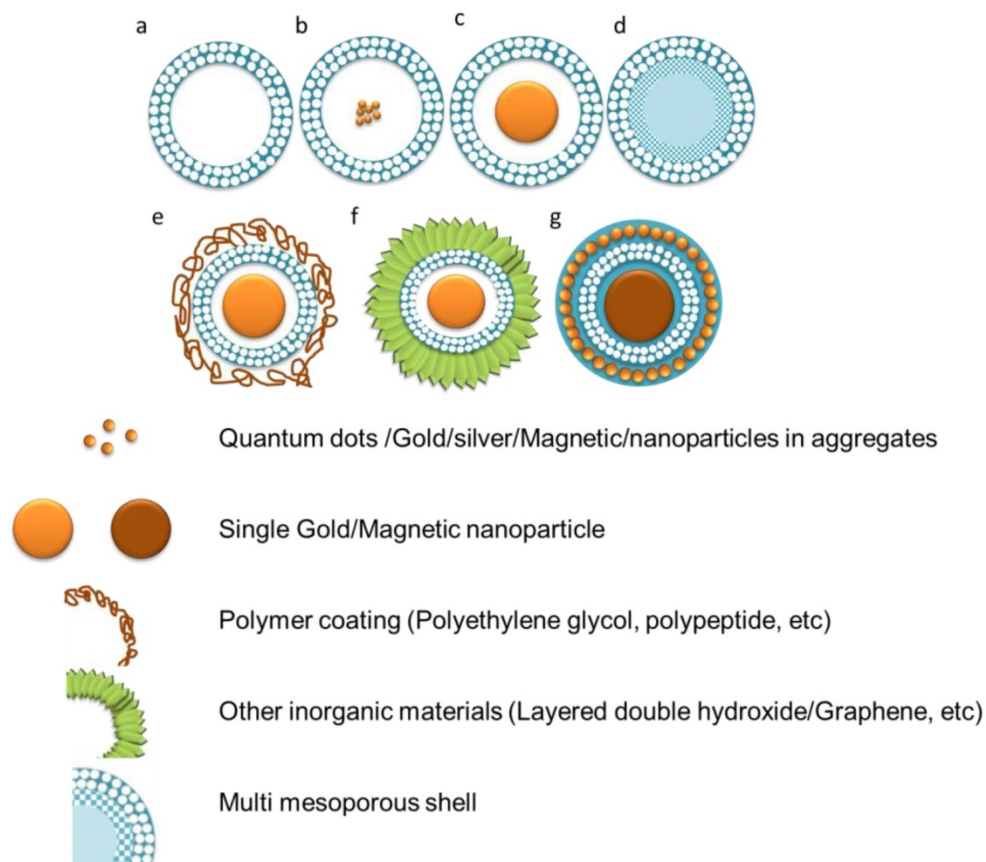 a b c d
e f g
Quantum dots /Gold/silver/Magnetic/nanoparticles in aggregates
Single Gold/Magnetic nanoparticle
Polymer coating (Polyethylene glycol, polypeptide, etc)
Other inorganic materials (Layered double hydroxide/Graphene, etc)
Multi mesoporous shell